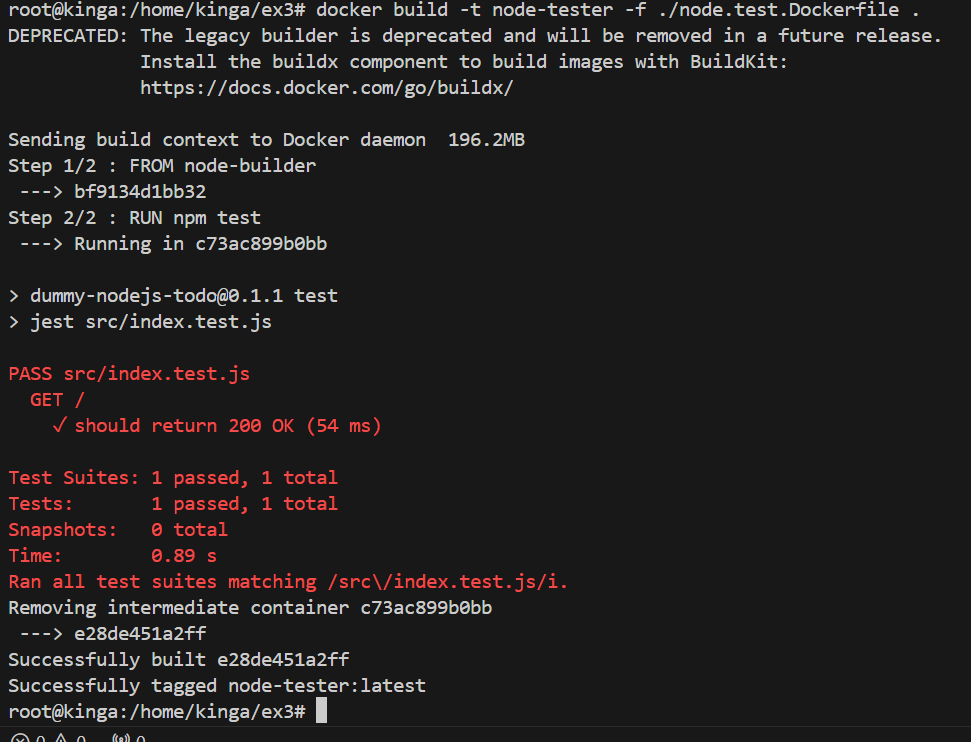 root@kinga:/home/kinga/ex3# docker build -t node-tester -f ./node.test.Dockerfile .
DEPRECATED: The legacy builder is deprecated and will be removed in a future release.
            Install the buildx component to build images with BuildKit:
            https://docs.docker.com/go/buildx/

Sending build context to Docker daemon  196.2MB
Step 1/2 : FROM node-builder
 ---> bf9134d1bb32
Step 2/2 : RUN npm test
 ---> Running in c73ac899b0bb

> dummy-nodejs-todo@0.1.1 test
> jest src/index.test.js

PASS src/index.test.js
  GET /
    ✓ should return 200 OK (54 ms)

Test Suites: 1 passed, 1 total
Tests:       1 passed, 1 total
Snapshots:   0 total
Time:        0.89 s
Ran all test suites matching /src\/index.test.js/i.
Removing intermediate container c73ac899b0bb
 ---> e28de451a2ff
Successfully built e28de451a2ff
Successfully tagged node-tester:latest
root@kinga:/home/kinga/ex3#
0 0 0